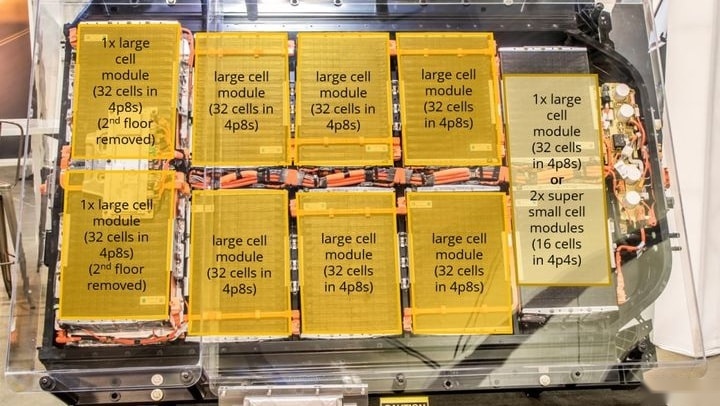 1x large
cell
module
(32 cells in
4p8s)
(2nd floor
removed)
large cell
module
(32 cells in
4p8s)
large cell
module
(32 cells in
4p8s)
large cell
module
(32 cells
in 4p8s)
1x large
cell
module
(32 cells
in 4p8s)
or
2x super
small cell
modules
(16 cells
in 4p4s)
1x large
cell
module
(32 cells in
4p8s)
(2nd floor
removed)
large cell
module
(32 cells in
4p8s)
large cell
module
(32 cells
in 4p8s)
large cell
module
(32 cells
in 4p8s)
CAUTION